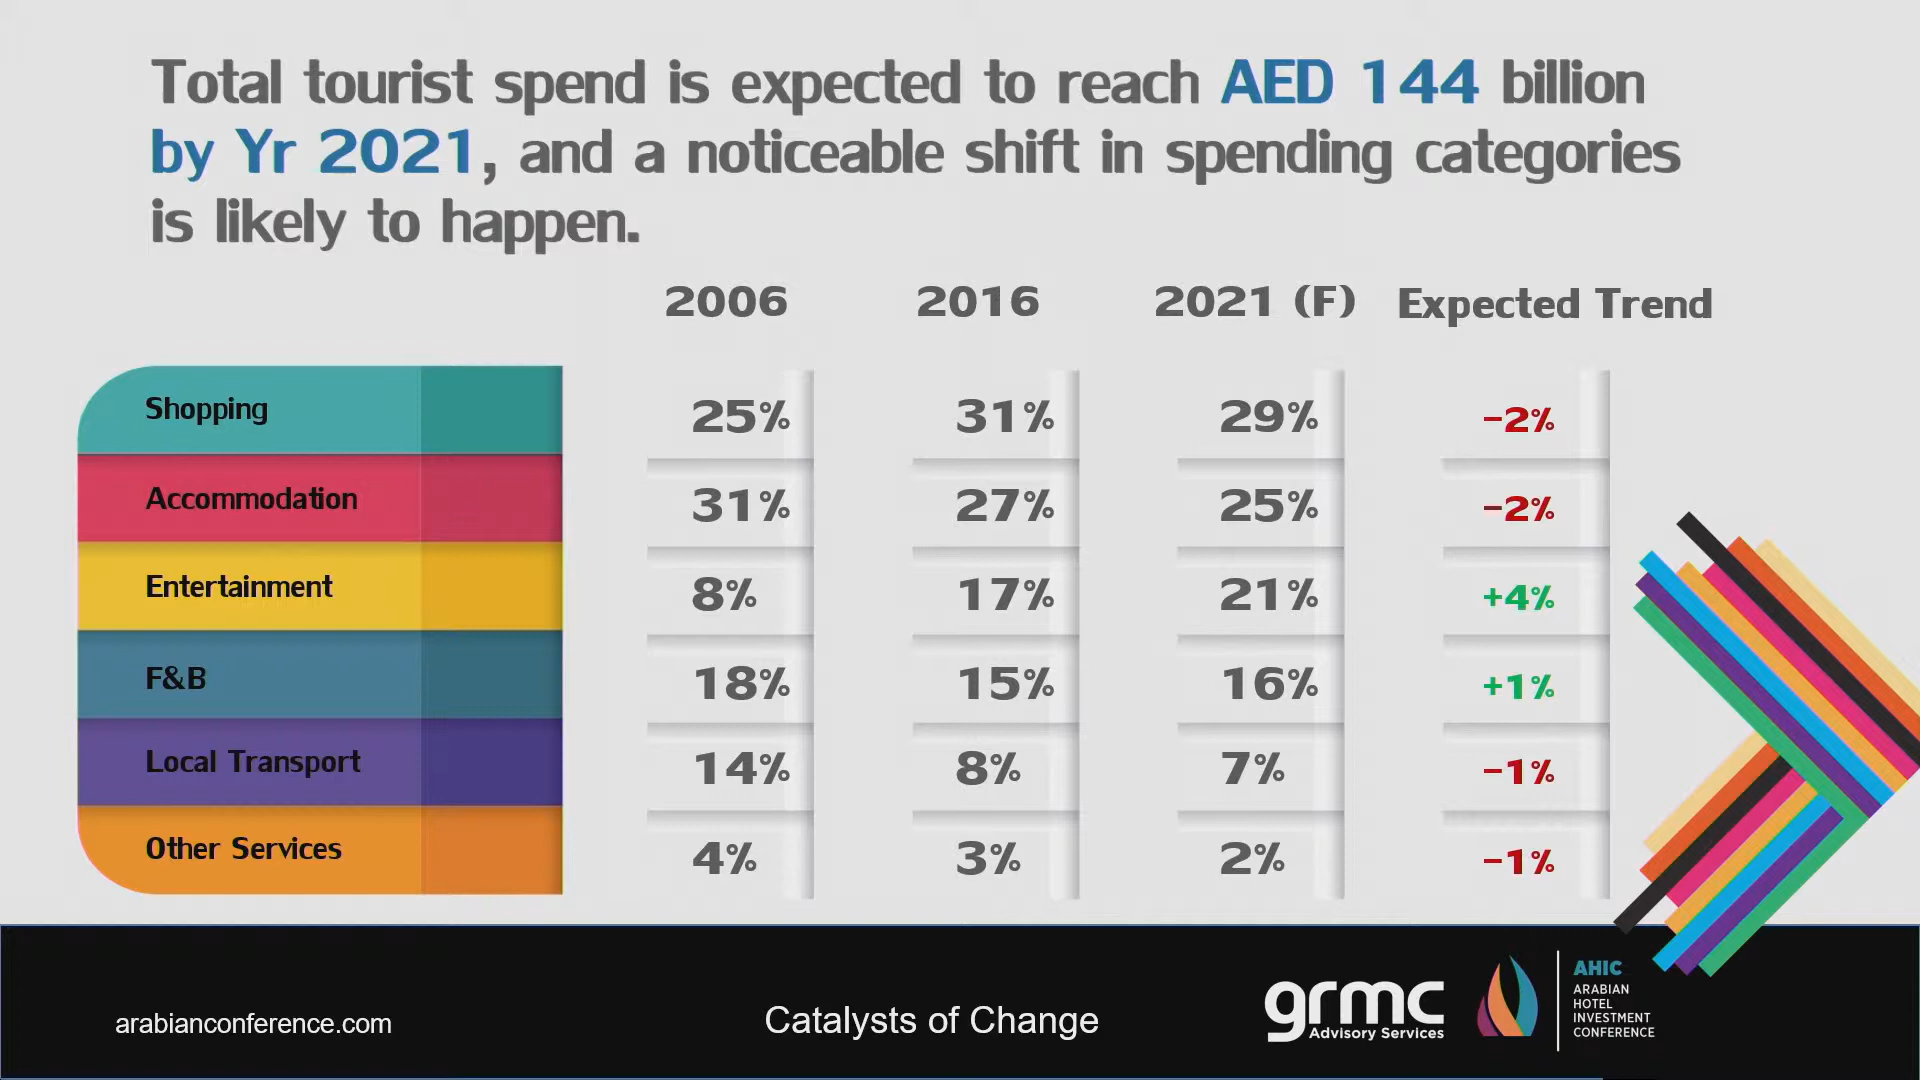 Total tourist spend is expected to reach AED 144 billion
by Yr 2021, and a noticeable shift in spending categories
is likely to happen.
2006 2016 2021 (F) Expected Trend
Shopping 25% 31% 29% -2%
Accommodation 31% 27% 25% -2%
Entertainment 8% 17% 21% +4%
F&B 18% 15% 16% +1%
Local Transport 14% 8% 7% -1%
Other Services 4% 3% 2% -1%
arabianconference.com
Catalysts of Change
grmc
Advisory Services
AHIC
ARABIAN
HOTEL
INVESTMENT
CONFERENCE